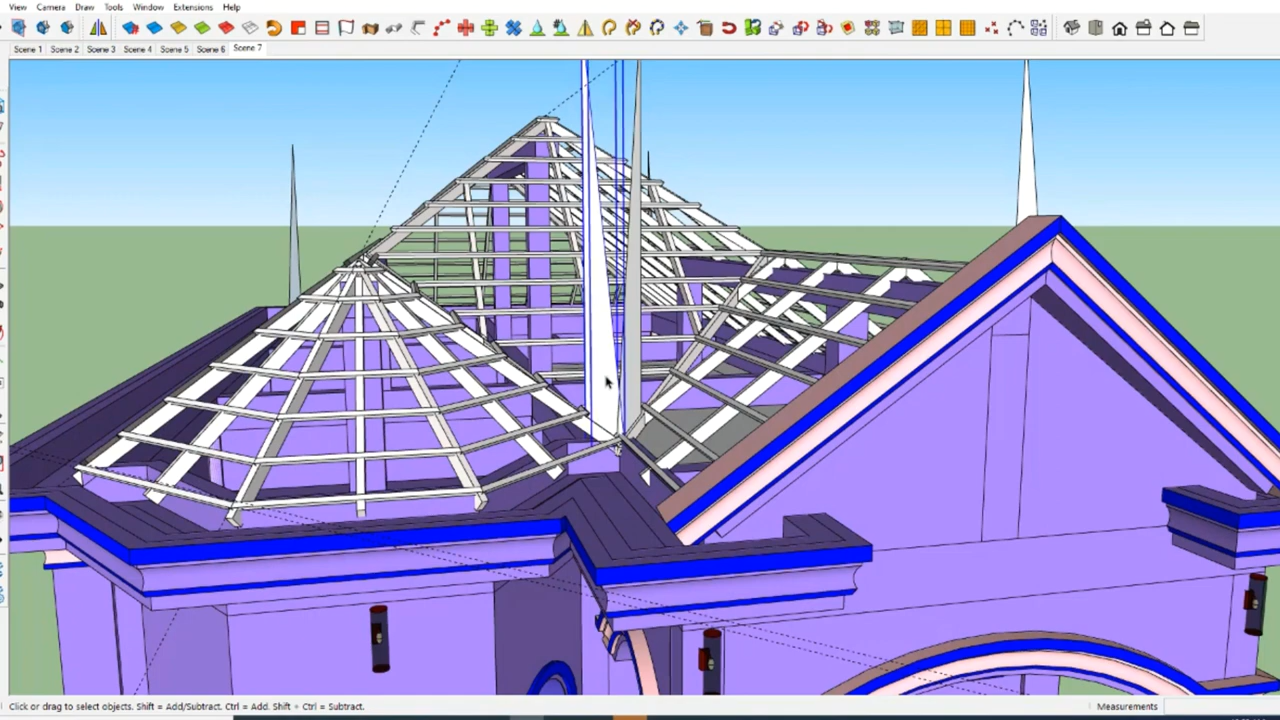 View Camera Draw Tools Window Extensions Help
Scene 1 Scene 2 Scene 3 Scene 4 Scene 5 Scene 6 Scene 7
Click or drag to select objects. Shift = Add/Subtract. Ctrl = Add. Shift + Ctrl = Subtract. Measurements